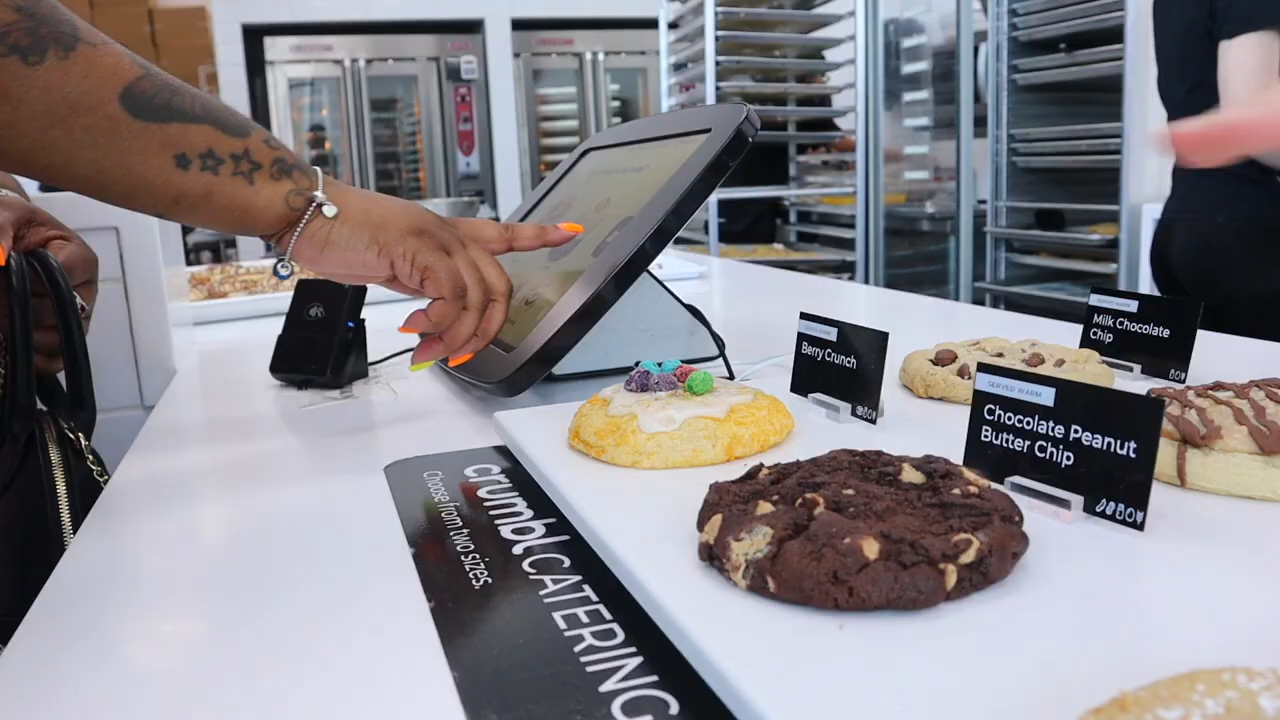 Berry Crunch
SERVED WARM
Milk Chocolate
Chip
SERVED WARM
Chocolate Peanut
Butter Chip
crumbl CATERING
Choose from two sizes.